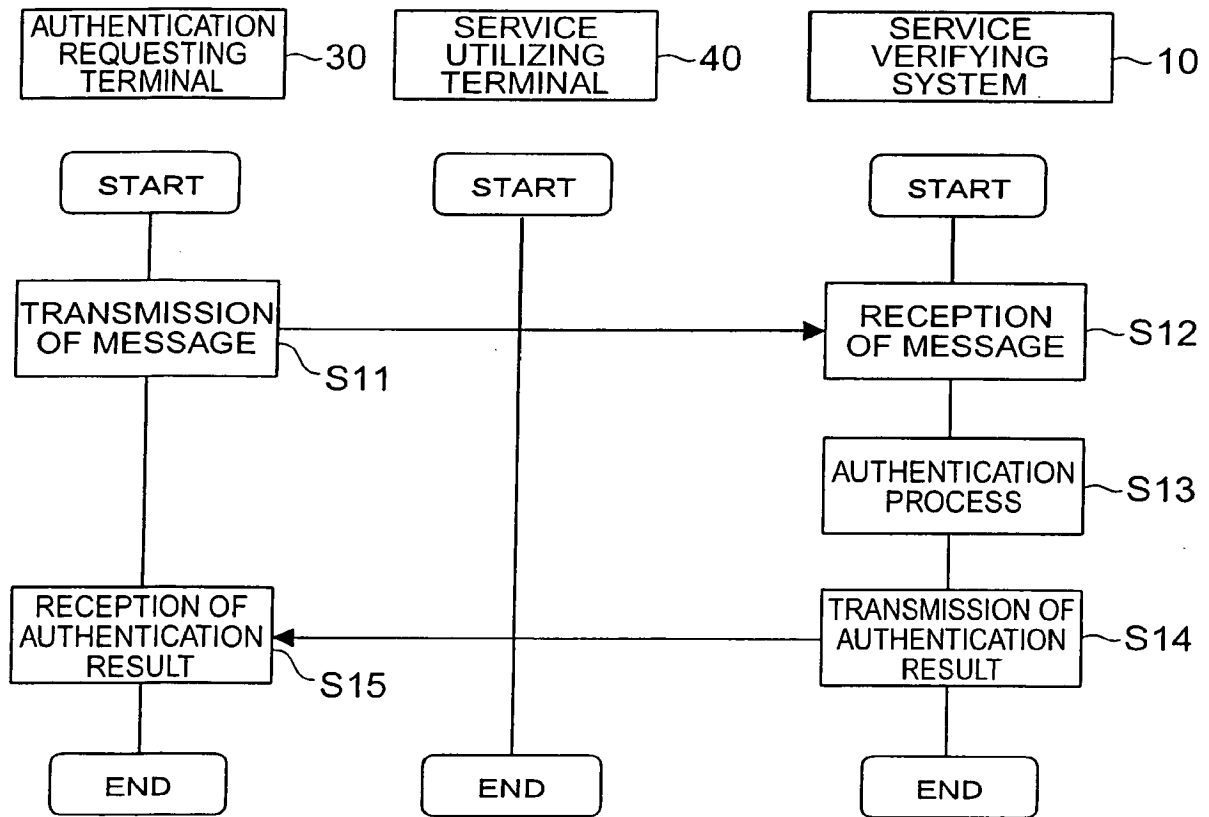 AUTHENTICATION
REQUESTING
TERMINAL
30
SERVICE
UTILIZING
TERMINAL
40
SERVICE
VERIFYING
SYSTEM
10
START
START
START
TRANSMISSION
OF MESSAGE
S11
RECEPTION
OF MESSAGE
S12
AUTHENTICATION
PROCESS
S13
RECEPTION OF
AUTHENTICATION
RESULT
S15
TRANSMISSION OF
AUTHENTICATION
RESULT
S14
END
END
END